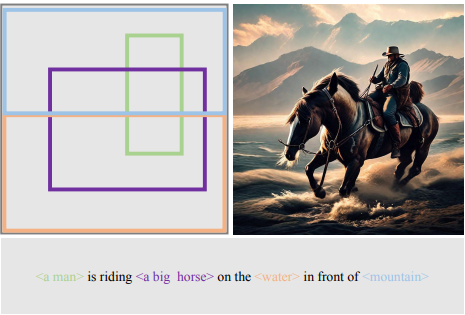 <a man> is riding <a big horse> on the <water> in front of <mountain>